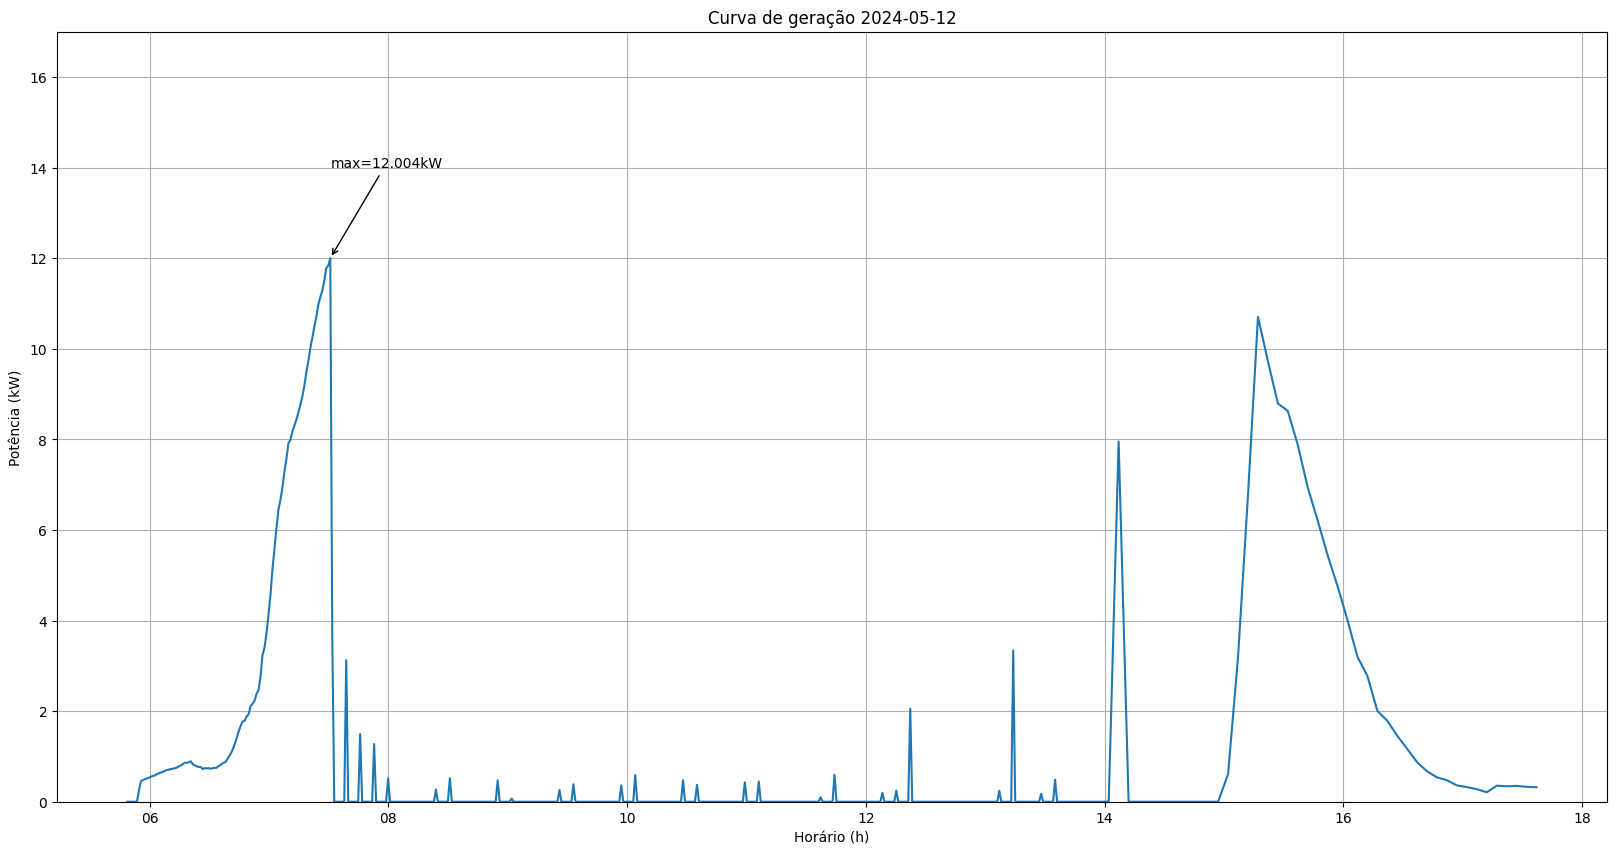 Curva de geração 2024-05-12
16
14
12
10
8
6
4
2
0
max=12.004kW
Potência (kW)
06 08 10 12 14 16 18
Horário (h)